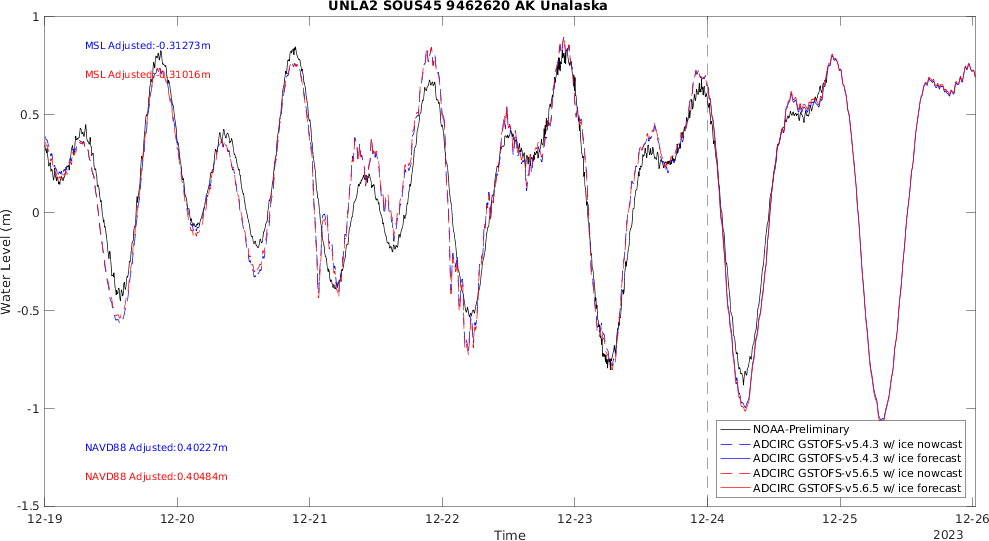 UNLA2 SOUS45 9462620 AK Unalaska
1
0.5
0
-0.5
-1
-1.5
Water Level (m)
MSL Adjusted:-0.31273m
MSL Adjusted:-0.31016m
NAVD88 Adjusted:0.40227m
NAVD88 Adjusted:0.40484m
NOAA-Preliminary
ADCIRC GSTOFS-v5.4.3 w/ ice nowcast
ADCIRC GSTOFS-v5.4.3 w/ ice forecast
ADCIRC GSTOFS-v5.6.5 w/ ice nowcast
ADCIRC GSTOFS-v5.6.5 w/ ice forecast
12-19 12-20 12-21 12-22 12-23 12-24 12-25 12-26
Time
2023